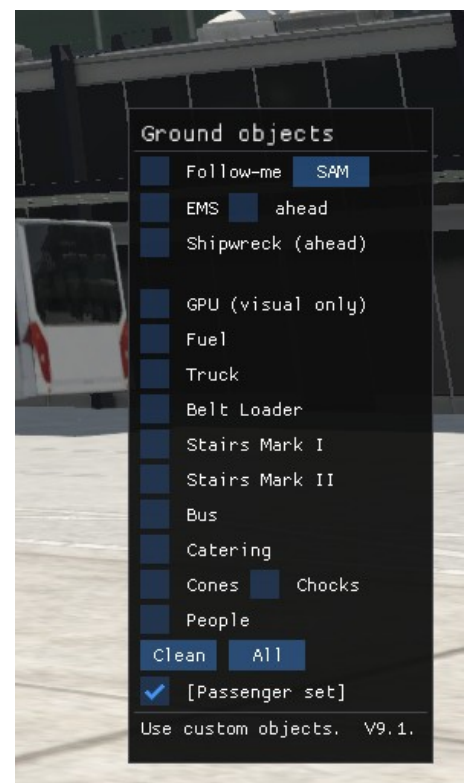 Ground objects
Follow-me SAM
EMS ahead
Shipwreck (ahead)
GPU (visual only)
Fuel
Truck
Belt Loader
Stairs Mark I
Stairs Mark II
Bus
Catering
Cones Chocks
People
Clean All
[Passenger set]
Use custom objects. V9.1.